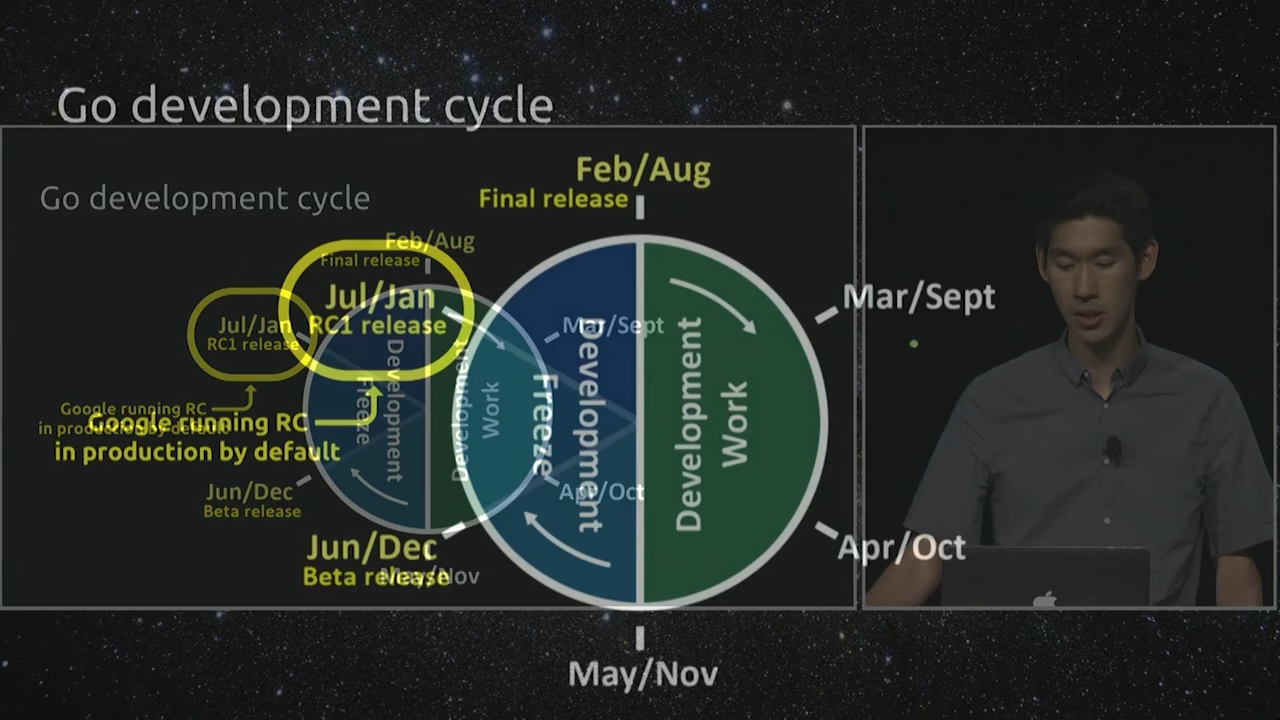 Go development cycle
Feb/Aug
Final release
Go development cycle
Feb/Aug
Final release
Jul/Jan
RC1 release
Mar/Sept
Jul/Jan
RC1 release
Mar/Sept
Development
Freeze
Development
Work
Development
Freeze
Development
Work
Google running RC
in production by default
Google running RC
in production by default
Jun/Dec
Beta release
Apr/Oct
Jun/Dec
Beta release
Apr/Oct
May/Nov
May/Nov